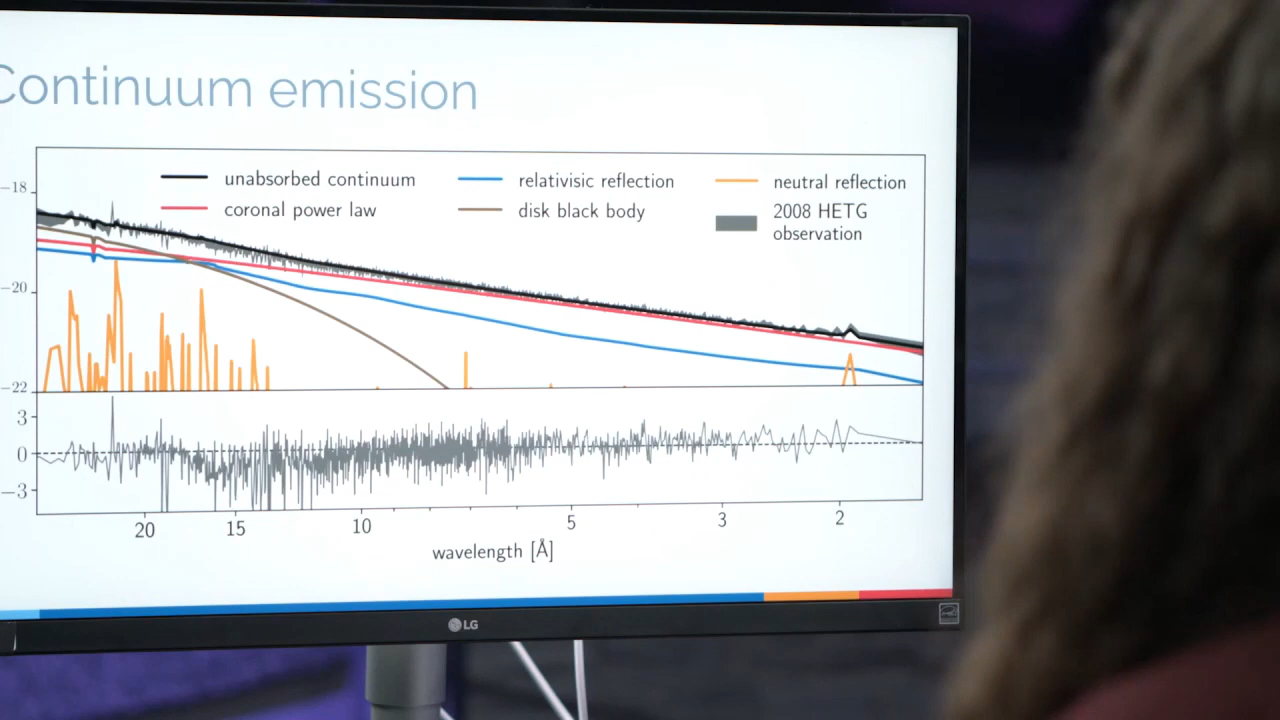 Continuum emission
unabsorbed continuum
relativisic reflection
neutral reflection
coronal power law
disk black body
2008 HETG
observation
−18
−20
−22
3
0
−3
20 15 10 5 3 2
wavelength [Å]
LG